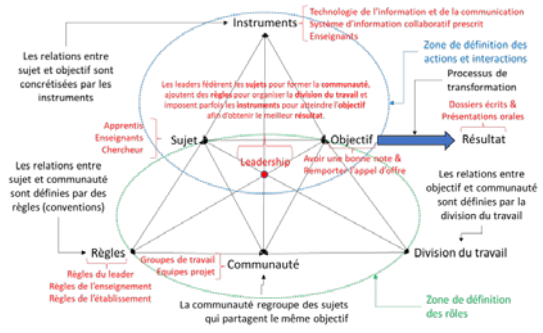 Instruments
Technologie de l'information et de la communication
Système d'information collaboratif prescrit
Enseignants
Les relations entre
sujet et objectif sont
concrétisées par les
instruments
Zone de définition des
actions et interactions
Processus de
transformation
Les leaders fédèrent les sujets pour former la communauté,
ajoutent des règles pour organiser la division du travail et
imposent parfois les instruments pour atteindre l'objectif
afin d'obtenir le meilleur résultat.
Dossiers écrits &
Présentations orales
Apprentis
Enseignants
Chercheur
Sujet
Objectif
Résultat
Leadership
Avoir une bonne note &
Remporter l'appel d'offre
Les relations entre
sujet et communauté
sont définies par des
règles (conventions)
Les relations entre
objectif et communauté
sont définies par la
division du travail
Règles
Groupes de travail
Equipes projet
Communauté
Division du travail
Règles du leader
Règles de l'enseignement
Règles de l'établissement
La communauté regroupe des sujets
qui partagent le même objectif
Zone de définition
des rôles